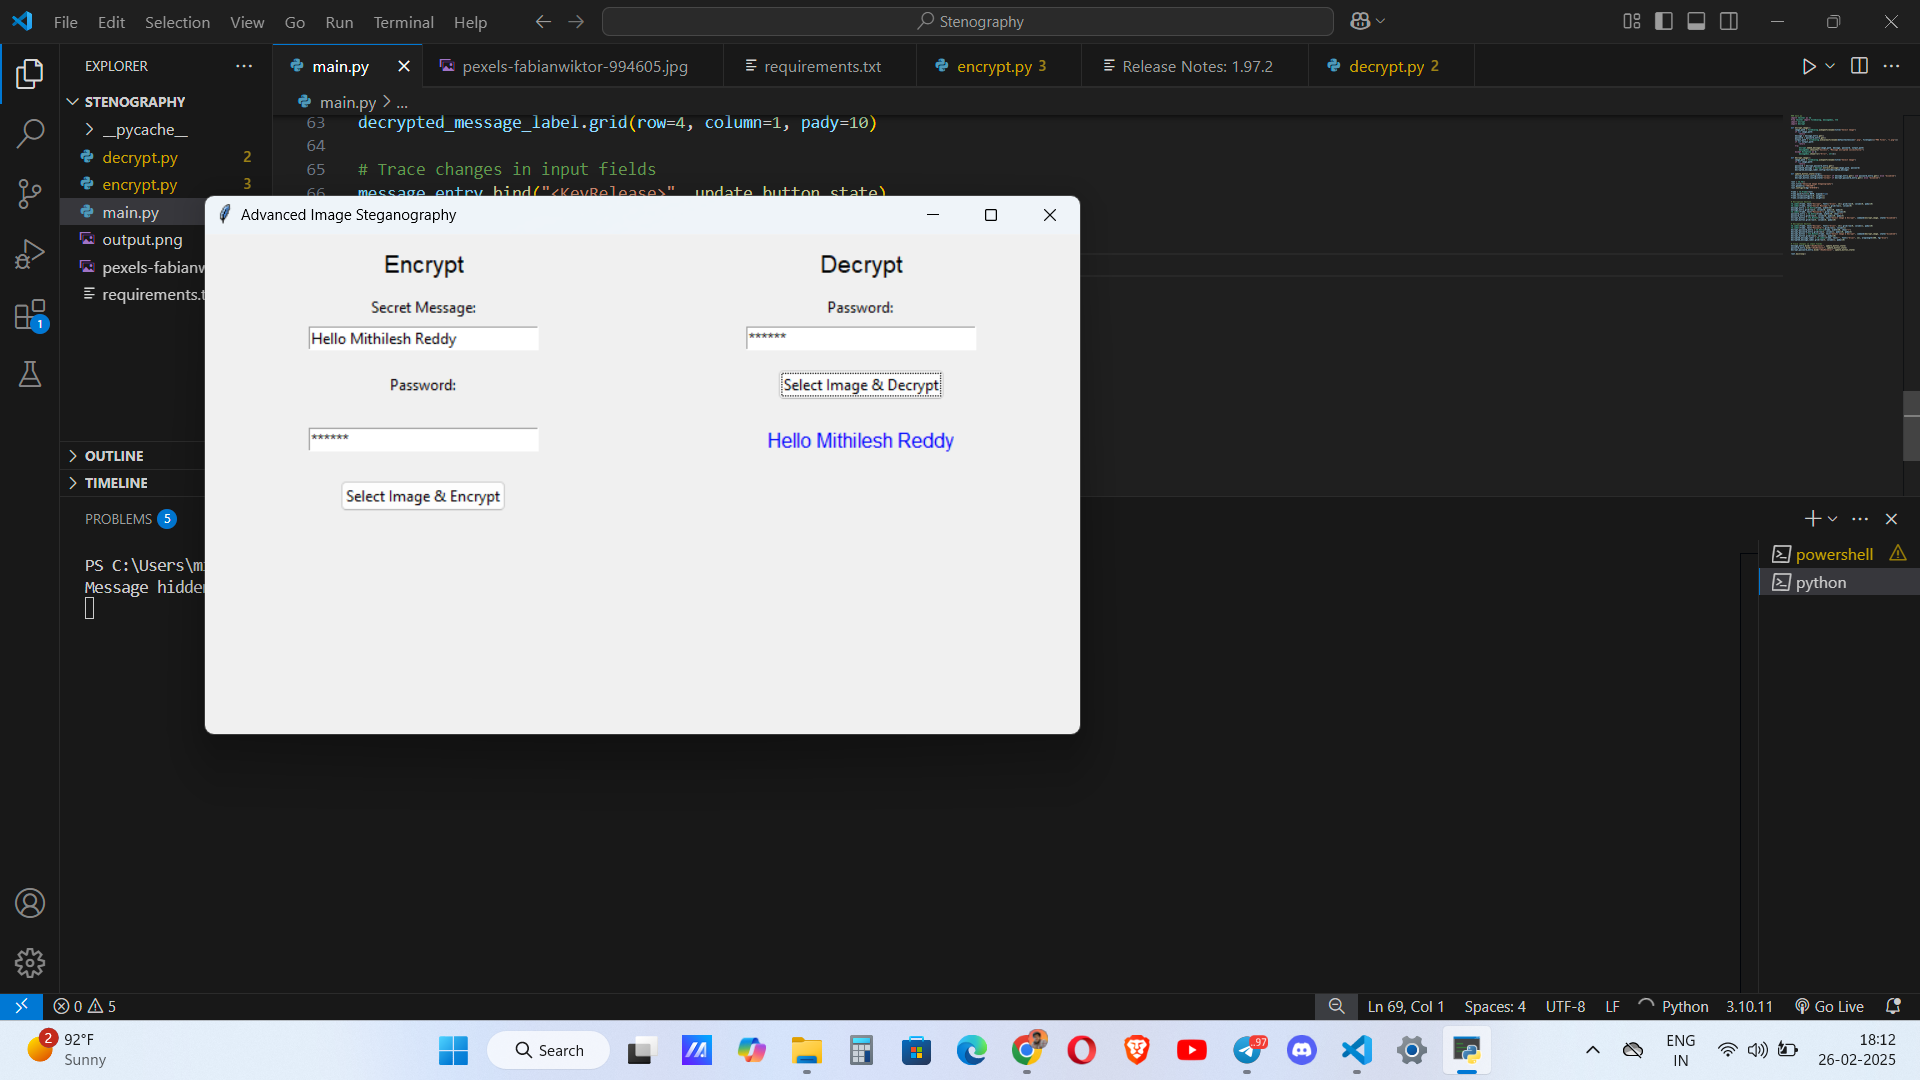 File Edit Selection View Go Run Terminal Help
Stenography
EXPLORER
main.py
pexels-fabianwiktor-994605.jpg
requirements.txt
encrypt.py 3
Release Notes: 1.97.2
decrypt.py 2
STENOGRAPHY
__pycache__
decrypt.py 2
encrypt.py 3
main.py
output.png
pexels-fabianw
requirements.t
OUTLINE
TIMELINE
main.py > ...
63 decrypted_message_label.grid(row=4, column=1, pady=10)
64
65 # Trace changes in input fields
66 message_entry.bind("<KeyRelease>", update_button_state)
Advanced Image Steganography
Encrypt
Secret Message:
Hello Mithilesh Reddy
Password:
******
Select Image & Encrypt
Decrypt
Password:
******
Select Image & Decrypt
Hello Mithilesh Reddy
PROBLEMS 5
PS C:\Users\m
Message hidde
powershell
python
1
0 5
Ln 69, Col 1 Spaces: 4 UTF-8 LF Python 3.10.11 Go Live
2
92°F
Sunny
Search
97
ENG
IN
18:12
26-02-2025